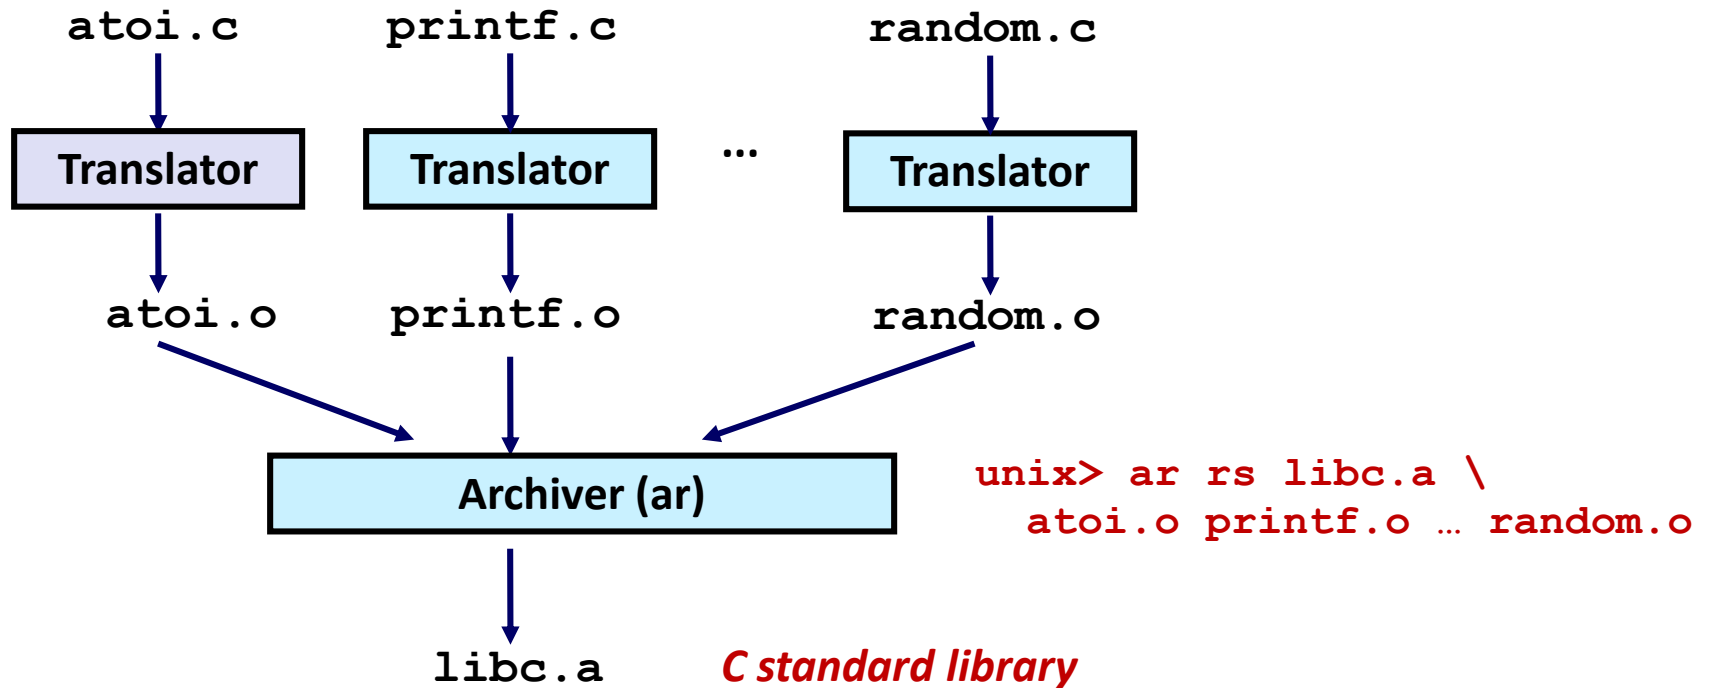 atoi.c printf.c random.c
Translator Translator … Translator
atoi.o printf.o random.o
Archiver (ar)
unix> ar rs libc.a \
atoi.o printf.o … random.o
libc.a C standard library